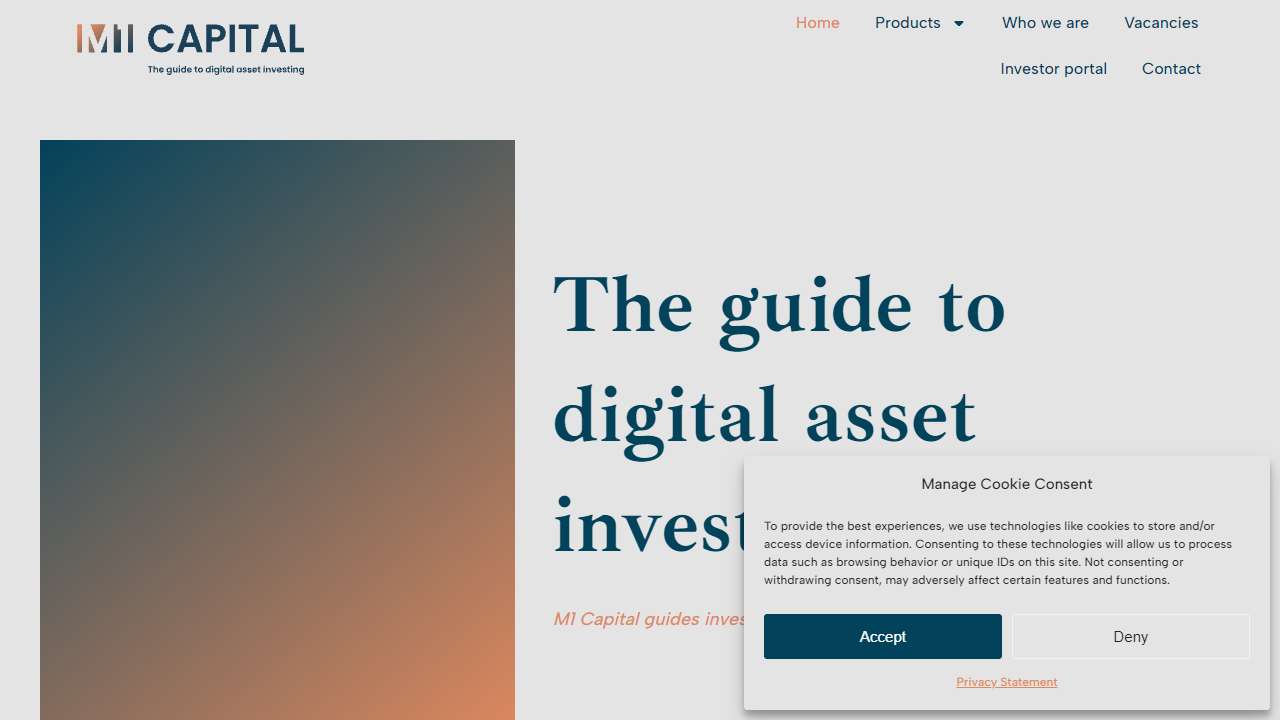 M1 CAPITAL
The guide to digital asset investing
Home
Products
Who we are
Vacancies
Investor portal
Contact
The guide to
digital asset
M1 Capital guides
Manage Cookie Consent
To provide the best experiences, we use technologies like cookies to store and/or
access device information. Consenting to these technologies will allow us to process
data such as browsing behavior or unique IDs on this site. Not consenting or
withdrawing consent, may adversely affect certain features and functions.
Accept
Deny
Privacy Statement